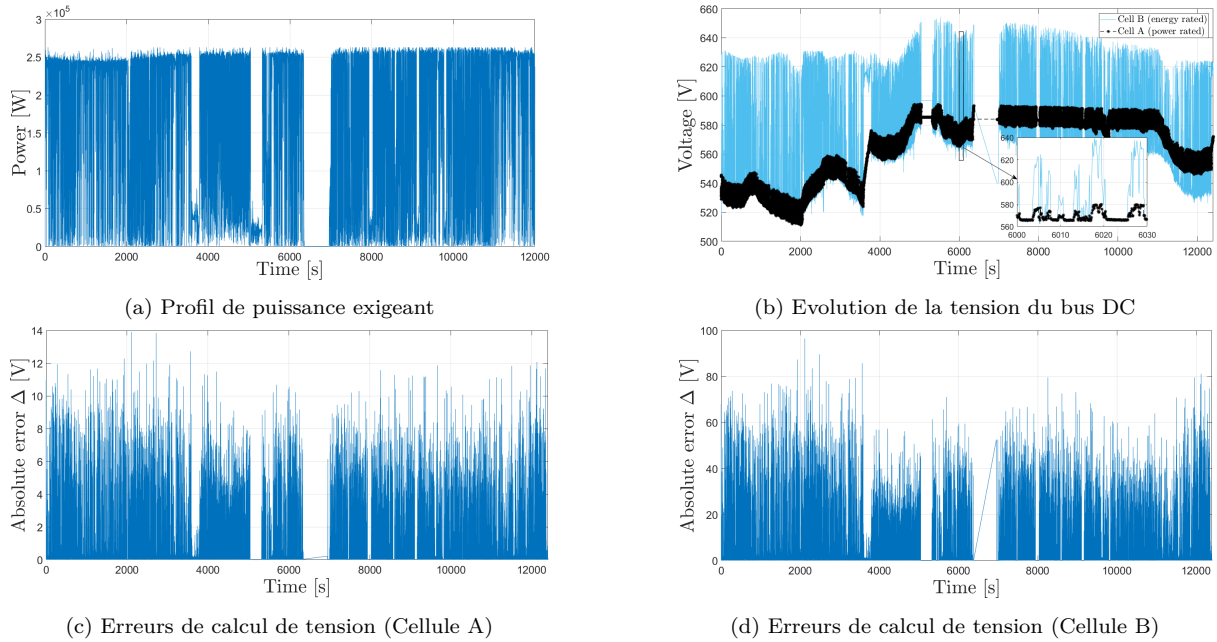 ×10⁵
3
2.5
2
1.5
1
0.5
0
Power [W]
0 2000 4000 6000 8000 10000 12000
Time [s]
(a) Profil de puissance exigeant
660
640
620
600
580
560
540
520
500
Voltage [V]
Cell B (energy rated)
Cell A (power rated)
640
620
600
580
560
6000 6010 6020 6030
0 2000 4000 6000 8000 10000 12000
Time [s]
(b) Evolution de la tension du bus DC
14
12
10
8
6
4
2
0
Absolute error Δ [V]
0 2000 4000 6000 8000 10000 12000
Time [s]
(c) Erreurs de calcul de tension (Cellule A)
100
80
60
40
20
0
Absolute error Δ [V]
0 2000 4000 6000 8000 10000 12000
Time [s]
(d) Erreurs de calcul de tension (Cellule B)